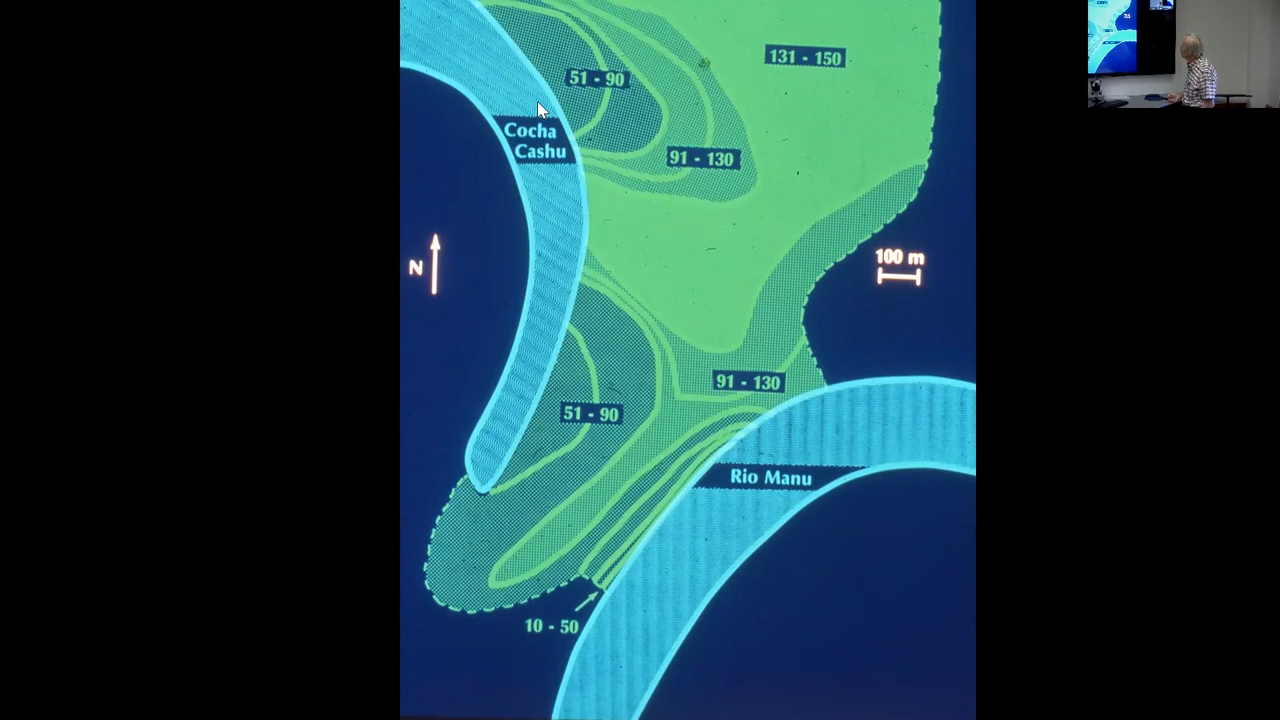 131 - 150
51 - 90
Cocha
Cashu
91 - 130
100 m
N
91 - 130
51 - 90
Rio Manu
10 - 50